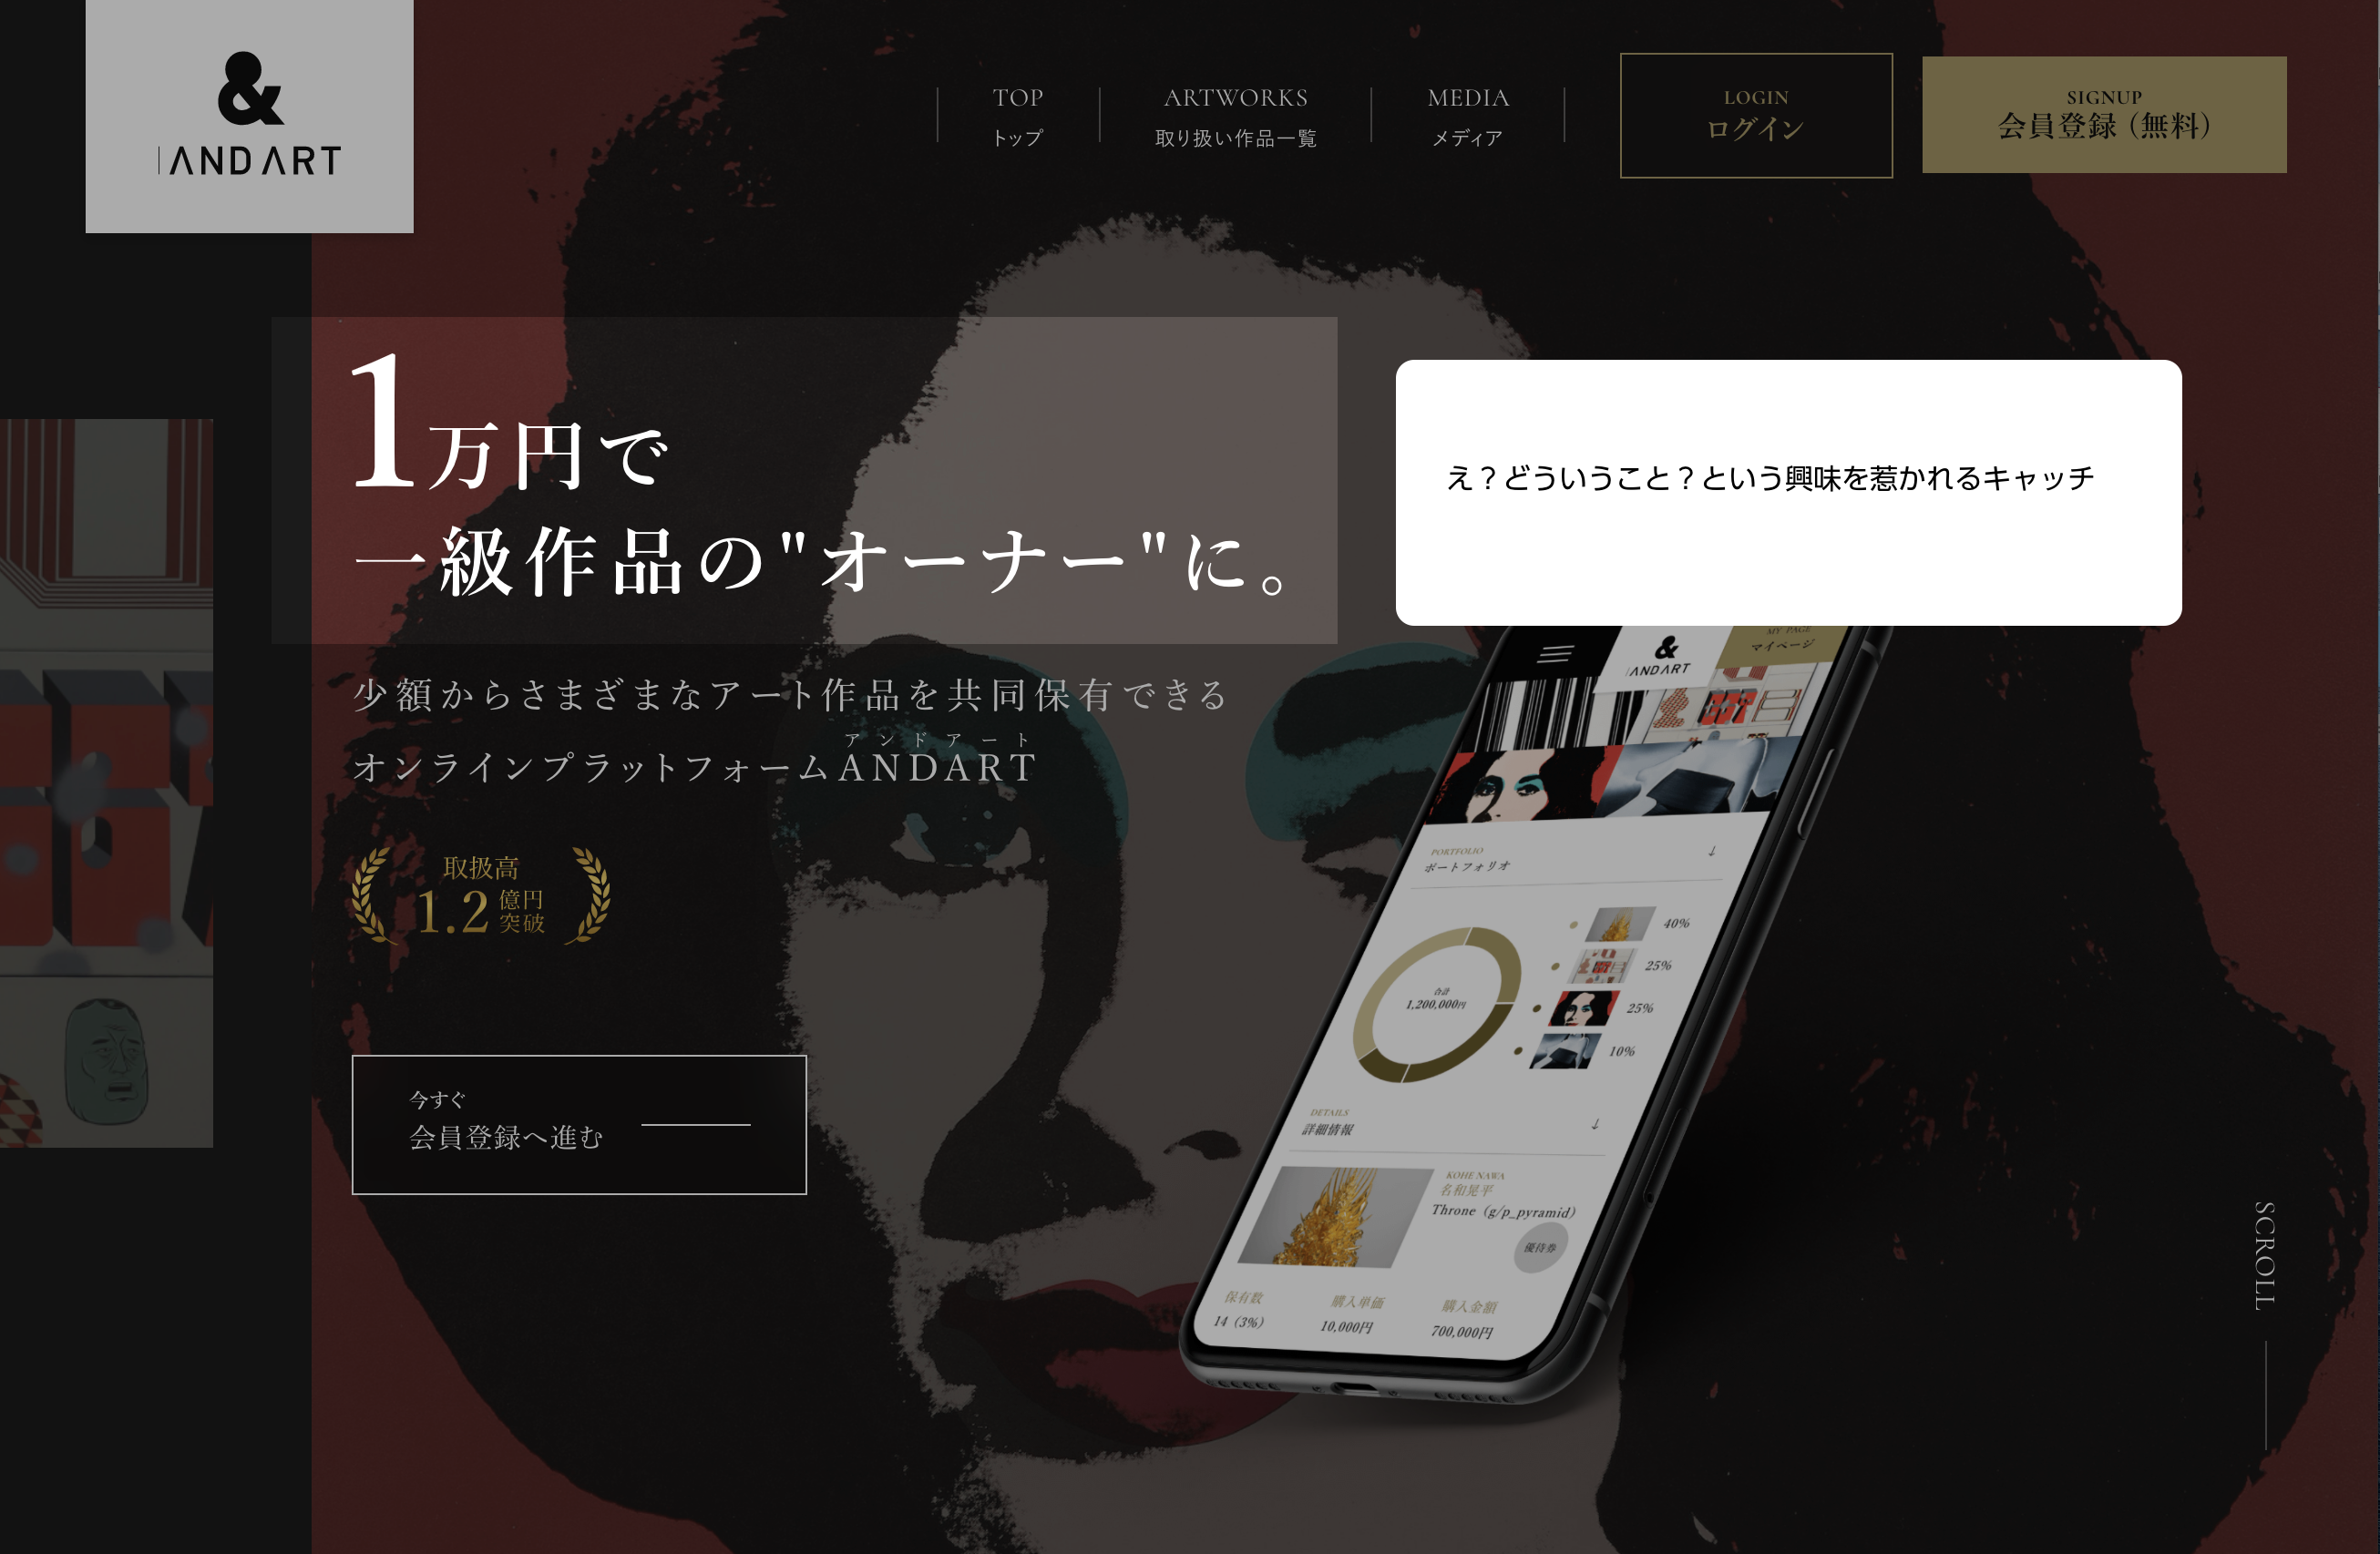 &
ANDART
TOP
トップ
ARTWORKS
取り扱い作品一覧
MEDIA
メディア
LOGIN
ログイン
SIGNUP
会員登録（無料）
1万円で
一級作品の"オーナー"に。
え？どういうこと？という興味を惹かれるキャッチ
少額からさまざまなアート作品を共同保有できる
アンドアート
オンラインプラットフォームANDART
取扱高
1.2億円突破
今すぐ
会員登録へ進む
&
ANDART
MY PAGE
マイページ
PORTFOLIO
ポートフォリオ
↓
合計
1,200,000円
40%
25%
25%
10%
DETAILS
詳細情報
↓
KOHE NAWA
名和晃平
Throne（g/p_pyramid）
優待券
保有数
14（3%）
購入単価
10,000円
購入金額
700,000円
SCROLL